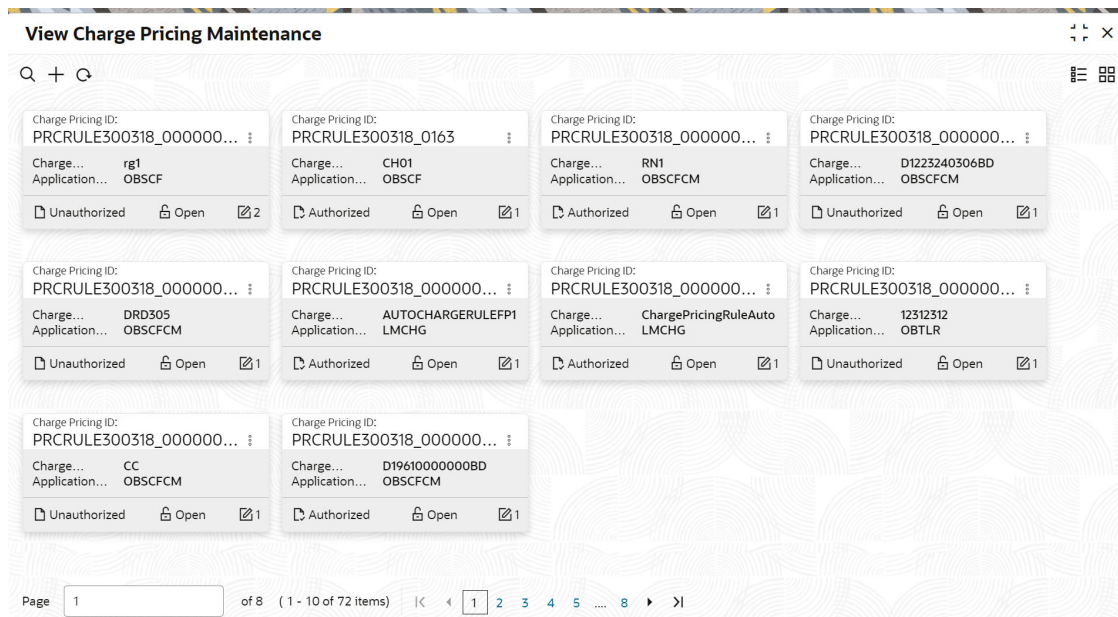 View Charge Pricing Maintenance
Charge Pricing ID:
PRCRULE300318_000000...
Charge... rg1
Application... OBSCF
Unauthorized Open 2
Charge Pricing ID:
PRCRULE300318_0163
Charge... CH01
Application... OBSCF
Authorized Open 1
Charge Pricing ID:
PRCRULE300318_000000...
Charge... RN1
Application... OBSCFCM
Authorized Open 1
Charge Pricing ID:
PRCRULE300318_000000...
Charge... D1223240306BD
Application... OBSCFCM
Unauthorized Open 1
Charge Pricing ID:
PRCRULE300318_000000...
Charge... DRD305
Application... OBSCFCM
Unauthorized Open 1
Charge Pricing ID:
PRCRULE300318_000000...
Charge... AUTOCHARGERULEFP1
Application... LMCHG
Authorized Open 1
Charge Pricing ID:
PRCRULE300318_000000...
Charge... ChargePricingRuleAuto
Application... LMCHG
Authorized Open 1
Charge Pricing ID:
PRCRULE300318_000000...
Charge... 12312312
Application... OBTLR
Unauthorized Open 1
Charge Pricing ID:
PRCRULE300318_000000...
Charge... CC
Application... OBSCFCM
Unauthorized Open 1
Charge Pricing ID:
PRCRULE300318_000000...
Charge... D19610000000BD
Application... OBSCFCM
Authorized Open 1
Page 1 of 8 ( 1 - 10 of 72 items) 1 2 3 4 5 .... 8